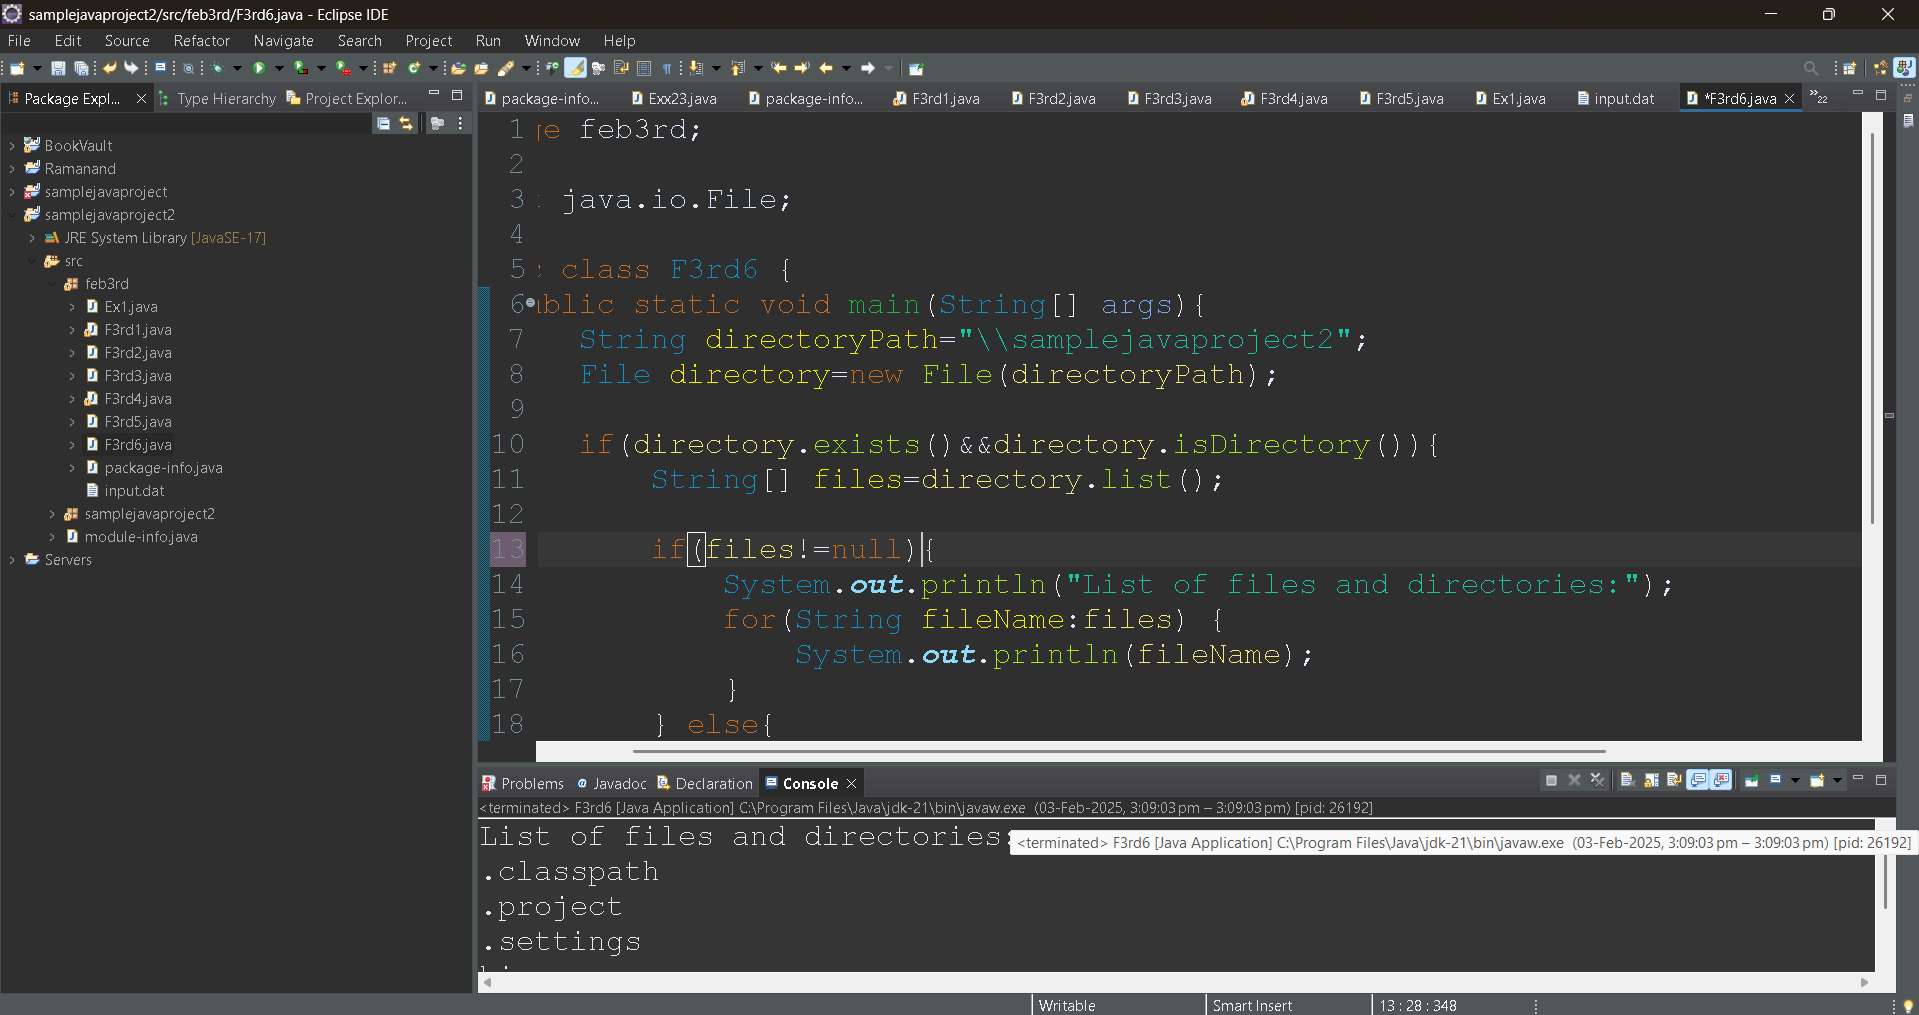 samplejavaproject2/src/feb3rd/F3rd6.java - Eclipse IDE
File Edit Source Refactor Navigate Search Project Run Window Help
Package Expl... Type Hierarchy Project Explor...
BookVault
Ramanand
samplejavaproject
samplejavaproject2
JRE System Library [JavaSE-17]
src
feb3rd
Ex1.java
F3rd1.java
F3rd2.java
F3rd3.java
F3rd4.java
F3rd5.java
F3rd6.java
package-info.java
input.dat
samplejavaproject2
module-info.java
Servers
package-info... Exx23.java package-info... F3rd1.java F3rd2.java F3rd3.java F3rd4.java F3rd5.java Ex1.java input.dat *F3rd6.java »22
1 e feb3rd;
2
3 java.io.File;
4
5 class F3rd6 {
6 ublic static void main(String[] args){
7 String directoryPath="\\samplejavaproject2";
8 File directory=new File(directoryPath);
9
10 if(directory.exists()&&directory.isDirectory()){
11 String[] files=directory.list();
12
13 if(files!=null){
14 System.out.println("List of files and directories:");
15 for(String fileName:files) {
16 System.out.println(fileName);
17 }
18 } else{
Problems Javadoc Declaration Console
<terminated> F3rd6 [Java Application] C:\Program Files\Java\jdk-21\bin\javaw.exe (03-Feb-2025, 3:09:03 pm – 3:09:03 pm) [pid: 26192]
List of files and directories:
<terminated> F3rd6 [Java Application] C:\Program Files\Java\jdk-21\bin\javaw.exe (03-Feb-2025, 3:09:03 pm – 3:09:03 pm) [pid: 26192]
.classpath
.project
.settings
Writable Smart Insert 13 : 28 : 348